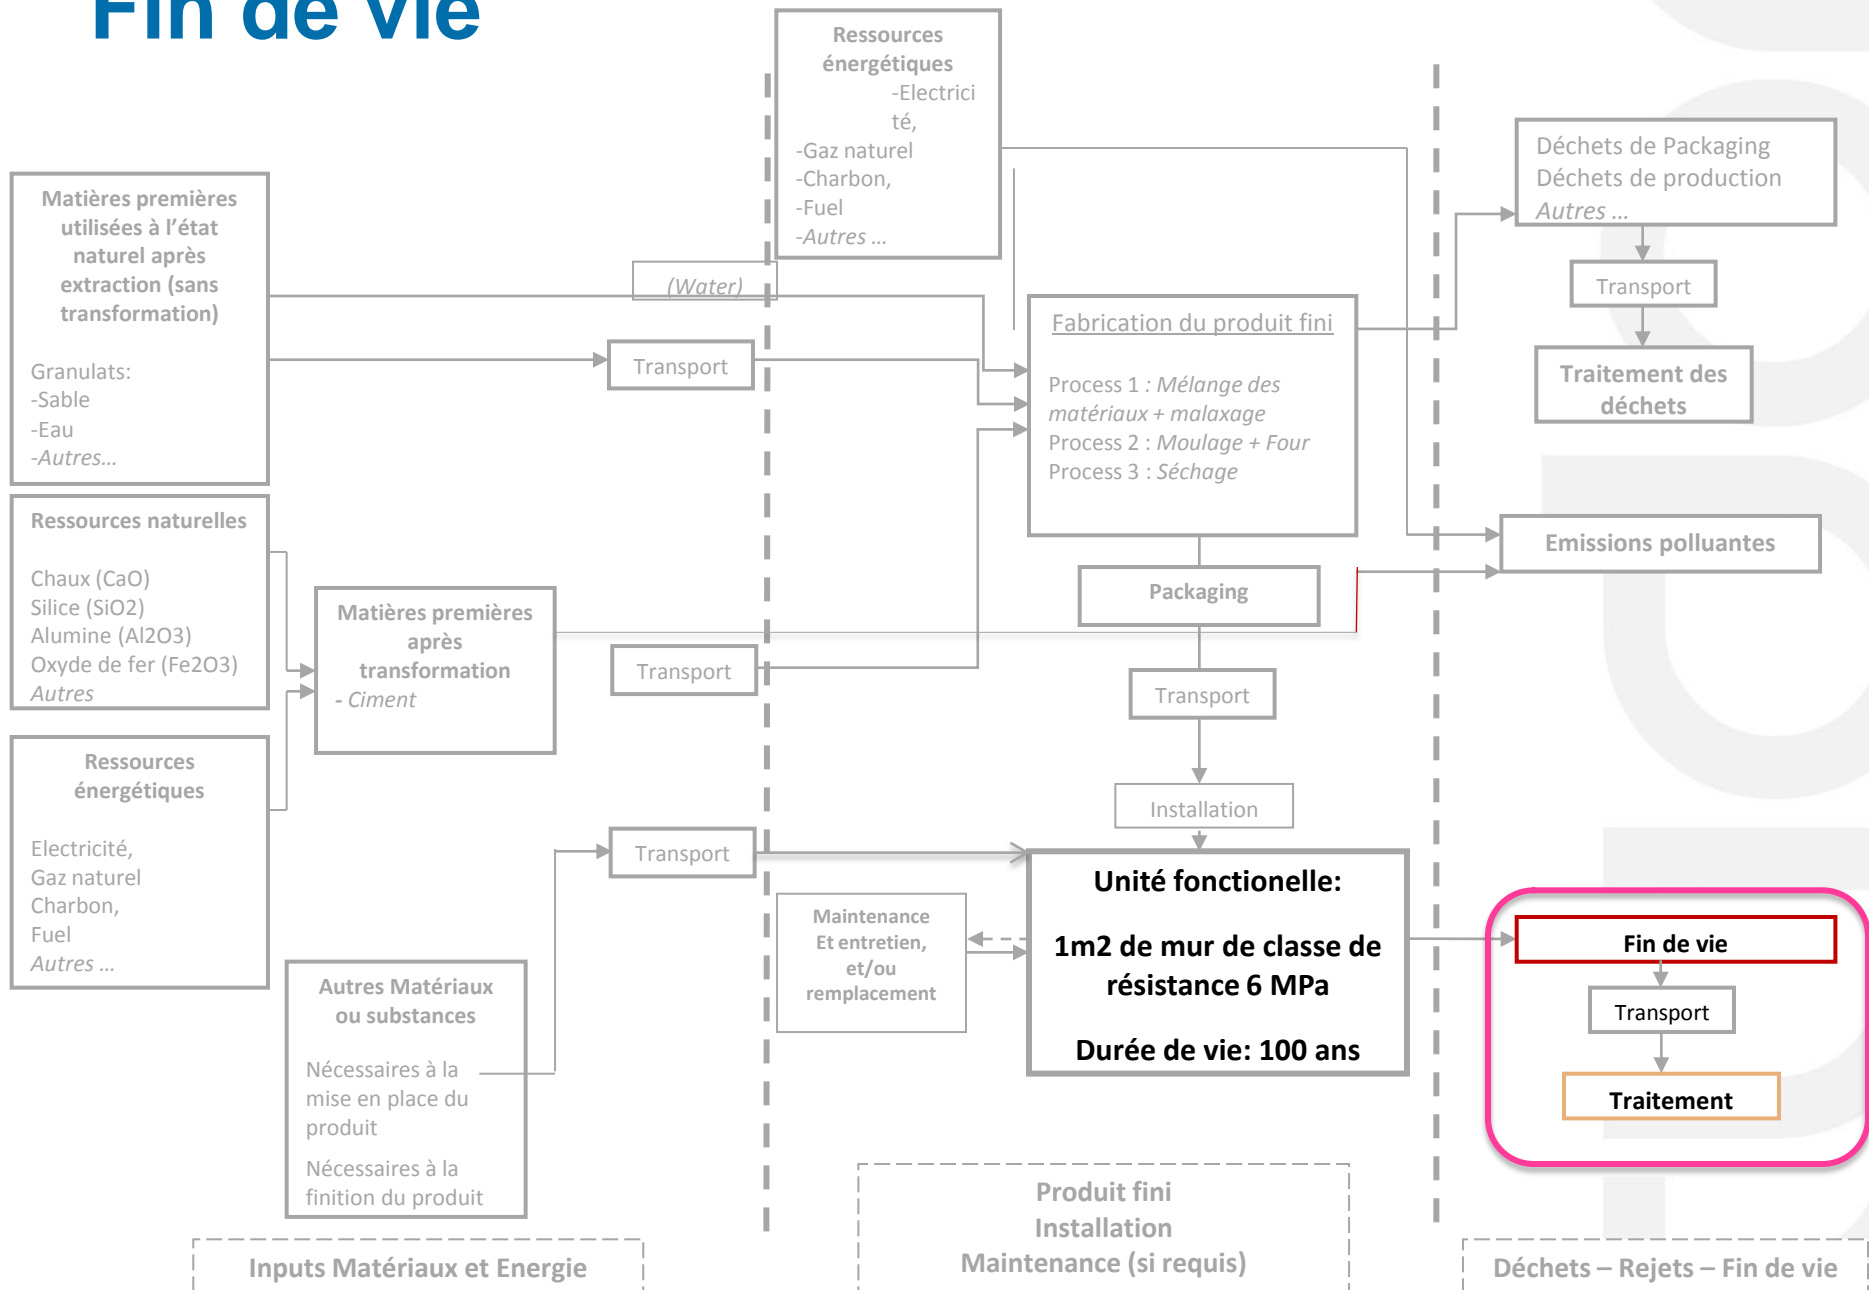 Fin de vie
Ressources
énergétiques
-Electrici
té,
-Gaz naturel
-Charbon,
-Fuel
-Autres ...
Matières premières
utilisées à l'état
naturel après
extraction (sans
transformation)
Granulats:
-Sable
-Eau
-Autres...
(Water)
Transport
Fabrication du produit fini
Process 1 : Mélange des
matériaux + malaxage
Process 2 : Moulage + Four
Process 3 : Séchage
Déchets de Packaging
Déchets de production
Autres ...
Transport
Traitement des
déchets
Ressources naturelles
Chaux (CaO)
Silice (SiO2)
Alumine (Al2O3)
Oxyde de fer (Fe2O3)
Autres
Matières premières
après
transformation
- Ciment
Transport
Packaging
Transport
Installation
Emissions polluantes
Ressources
énergétiques
Electricité,
Gaz naturel
Charbon,
Fuel
Autres ...
Transport
Autres Matériaux
ou substances
Nécessaires à la
mise en place du
produit
Nécessaires à la
finition du produit
Maintenance
Et entretien,
et/ou
remplacement
Unité fonctionelle:
1m2 de mur de classe de
résistance 6 MPa
Durée de vie: 100 ans
Fin de vie
Transport
Traitement
Inputs Matériaux et Energie
Produit fini
Installation
Maintenance (si requis)
Déchets – Rejets – Fin de vie